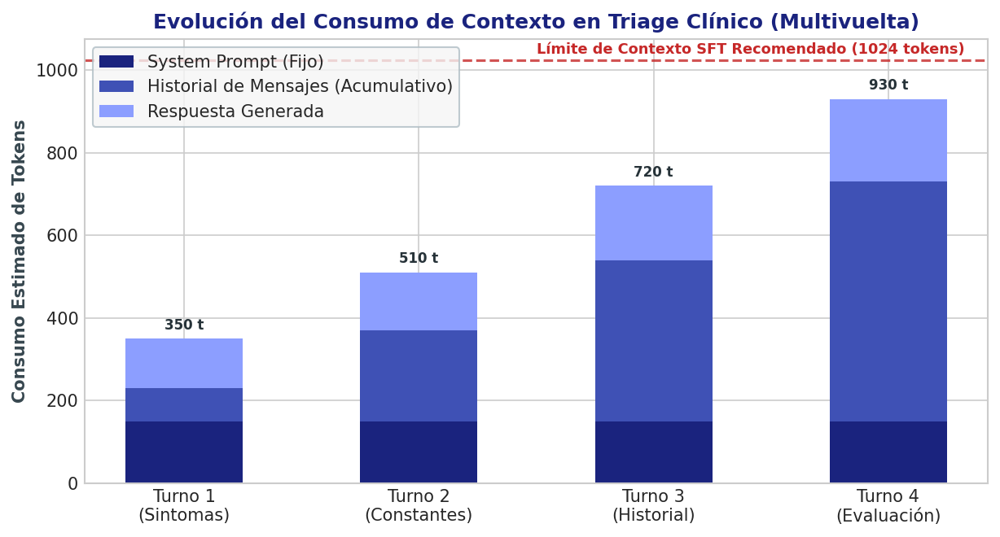 Evolución del Consumo de Contexto en Triage Clínico (Multivuelta)
Límite de Contexto SFT Recomendado (1024 tokens)
System Prompt (Fijo)
Historial de Mensajes (Acumulativo)
Respuesta Generada
Consumo Estimado de Tokens
1000
800
600
400
200
0
350 t
510 t
720 t
930 t
Turno 1
(Sintomas)
Turno 2
(Constantes)
Turno 3
(Historial)
Turno 4
(Evaluación)